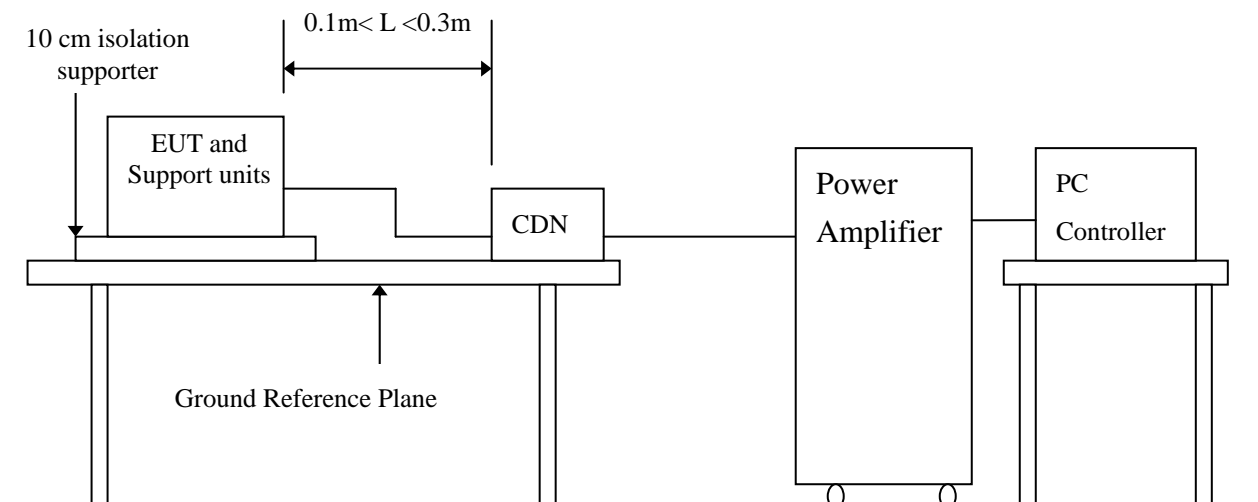 0.1m< L <0.3m
10 cm isolation
supporter
EUT and
Support units
CDN
Power
Amplifier
PC
Controller
Ground Reference Plane